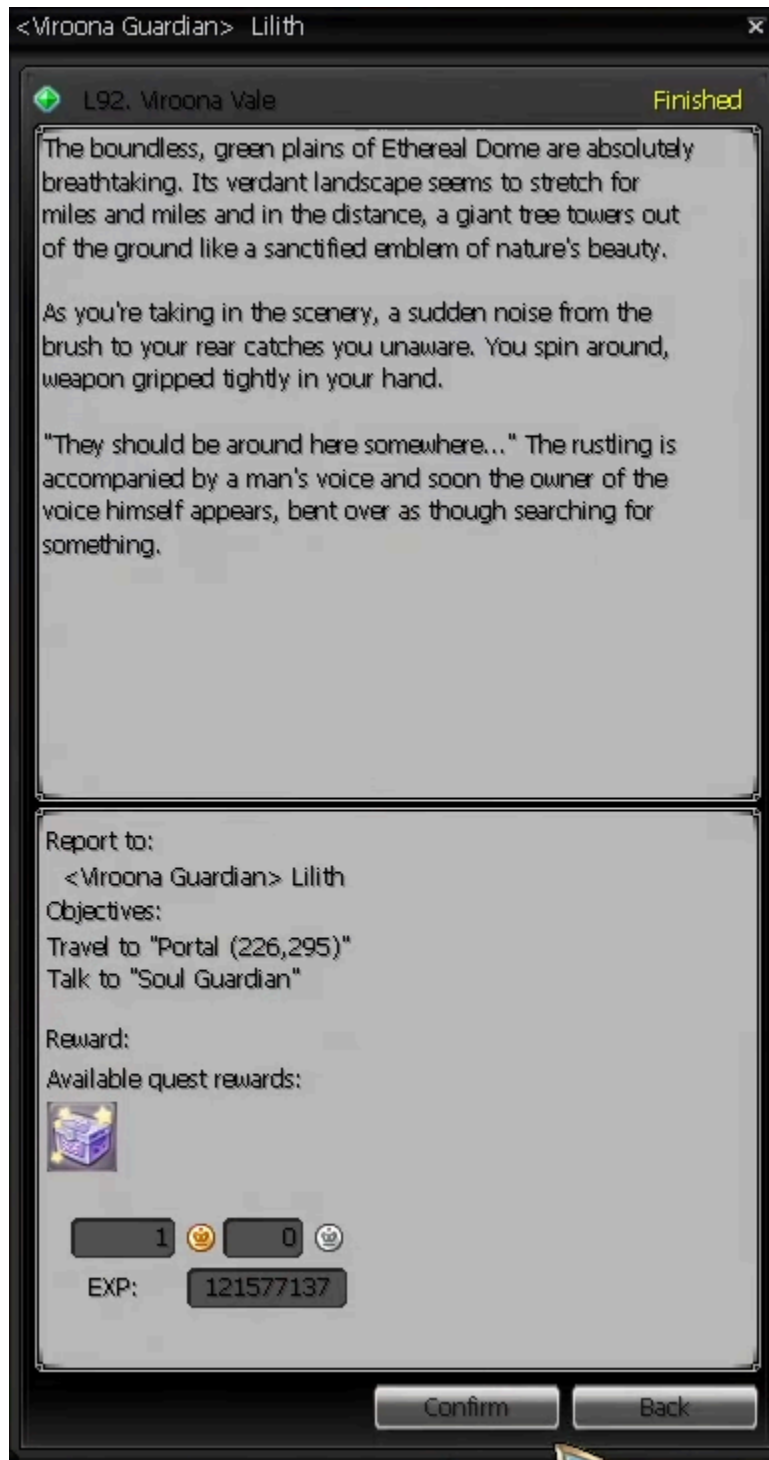 <Viroona Guardian> Lilith
L92. Viroona Vale
Finished
The boundless, green plains of Ethereal Dome are absolutely
breathtaking. Its verdant landscape seems to stretch for
miles and miles and in the distance, a giant tree towers out
of the ground like a sanctified emblem of nature's beauty.
As you're taking in the scenery, a sudden noise from the
brush to your rear catches you unaware. You spin around,
weapon gripped tightly in your hand.
"They should be around here somewhere..." The rustling is
accompanied by a man's voice and soon the owner of the
voice himself appears, bent over as though searching for
something.
Report to:
<Viroona Guardian> Lilith
Objectives:
Travel to "Portal (226,295)"
Talk to "Soul Guardian"
Reward:
Available quest rewards:
1 0
EXP: 121577137
Confirm Back